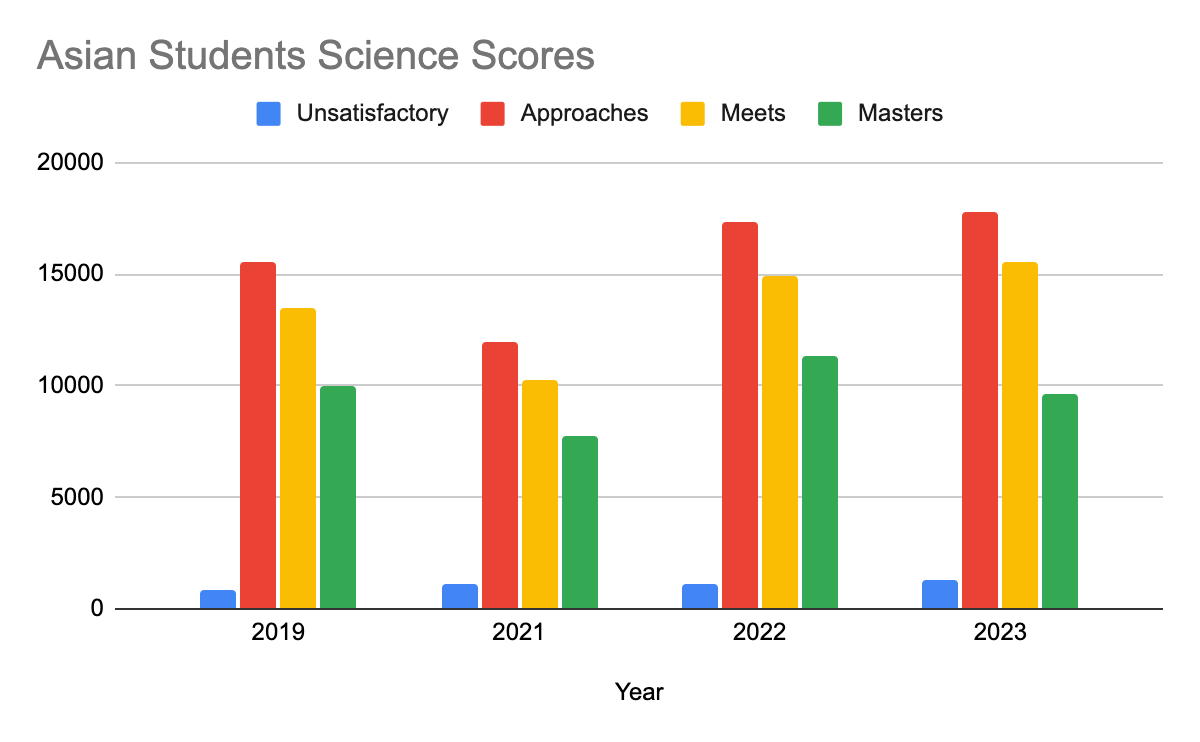 Asian Students Science Scores
Unsatisfactory Approaches Meets Masters
20000
15000
10000
5000
0
2019 2021 2022 2023
Year